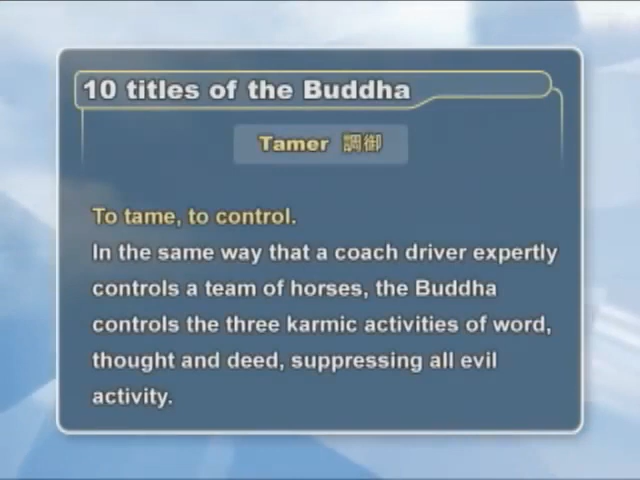 10 titles of the Buddha
Tamer 調御
To tame, to control.
In the same way that a coach driver expertly
controls a team of horses, the Buddha
controls the three karmic activities of word,
thought and deed, suppressing all evil
activity.